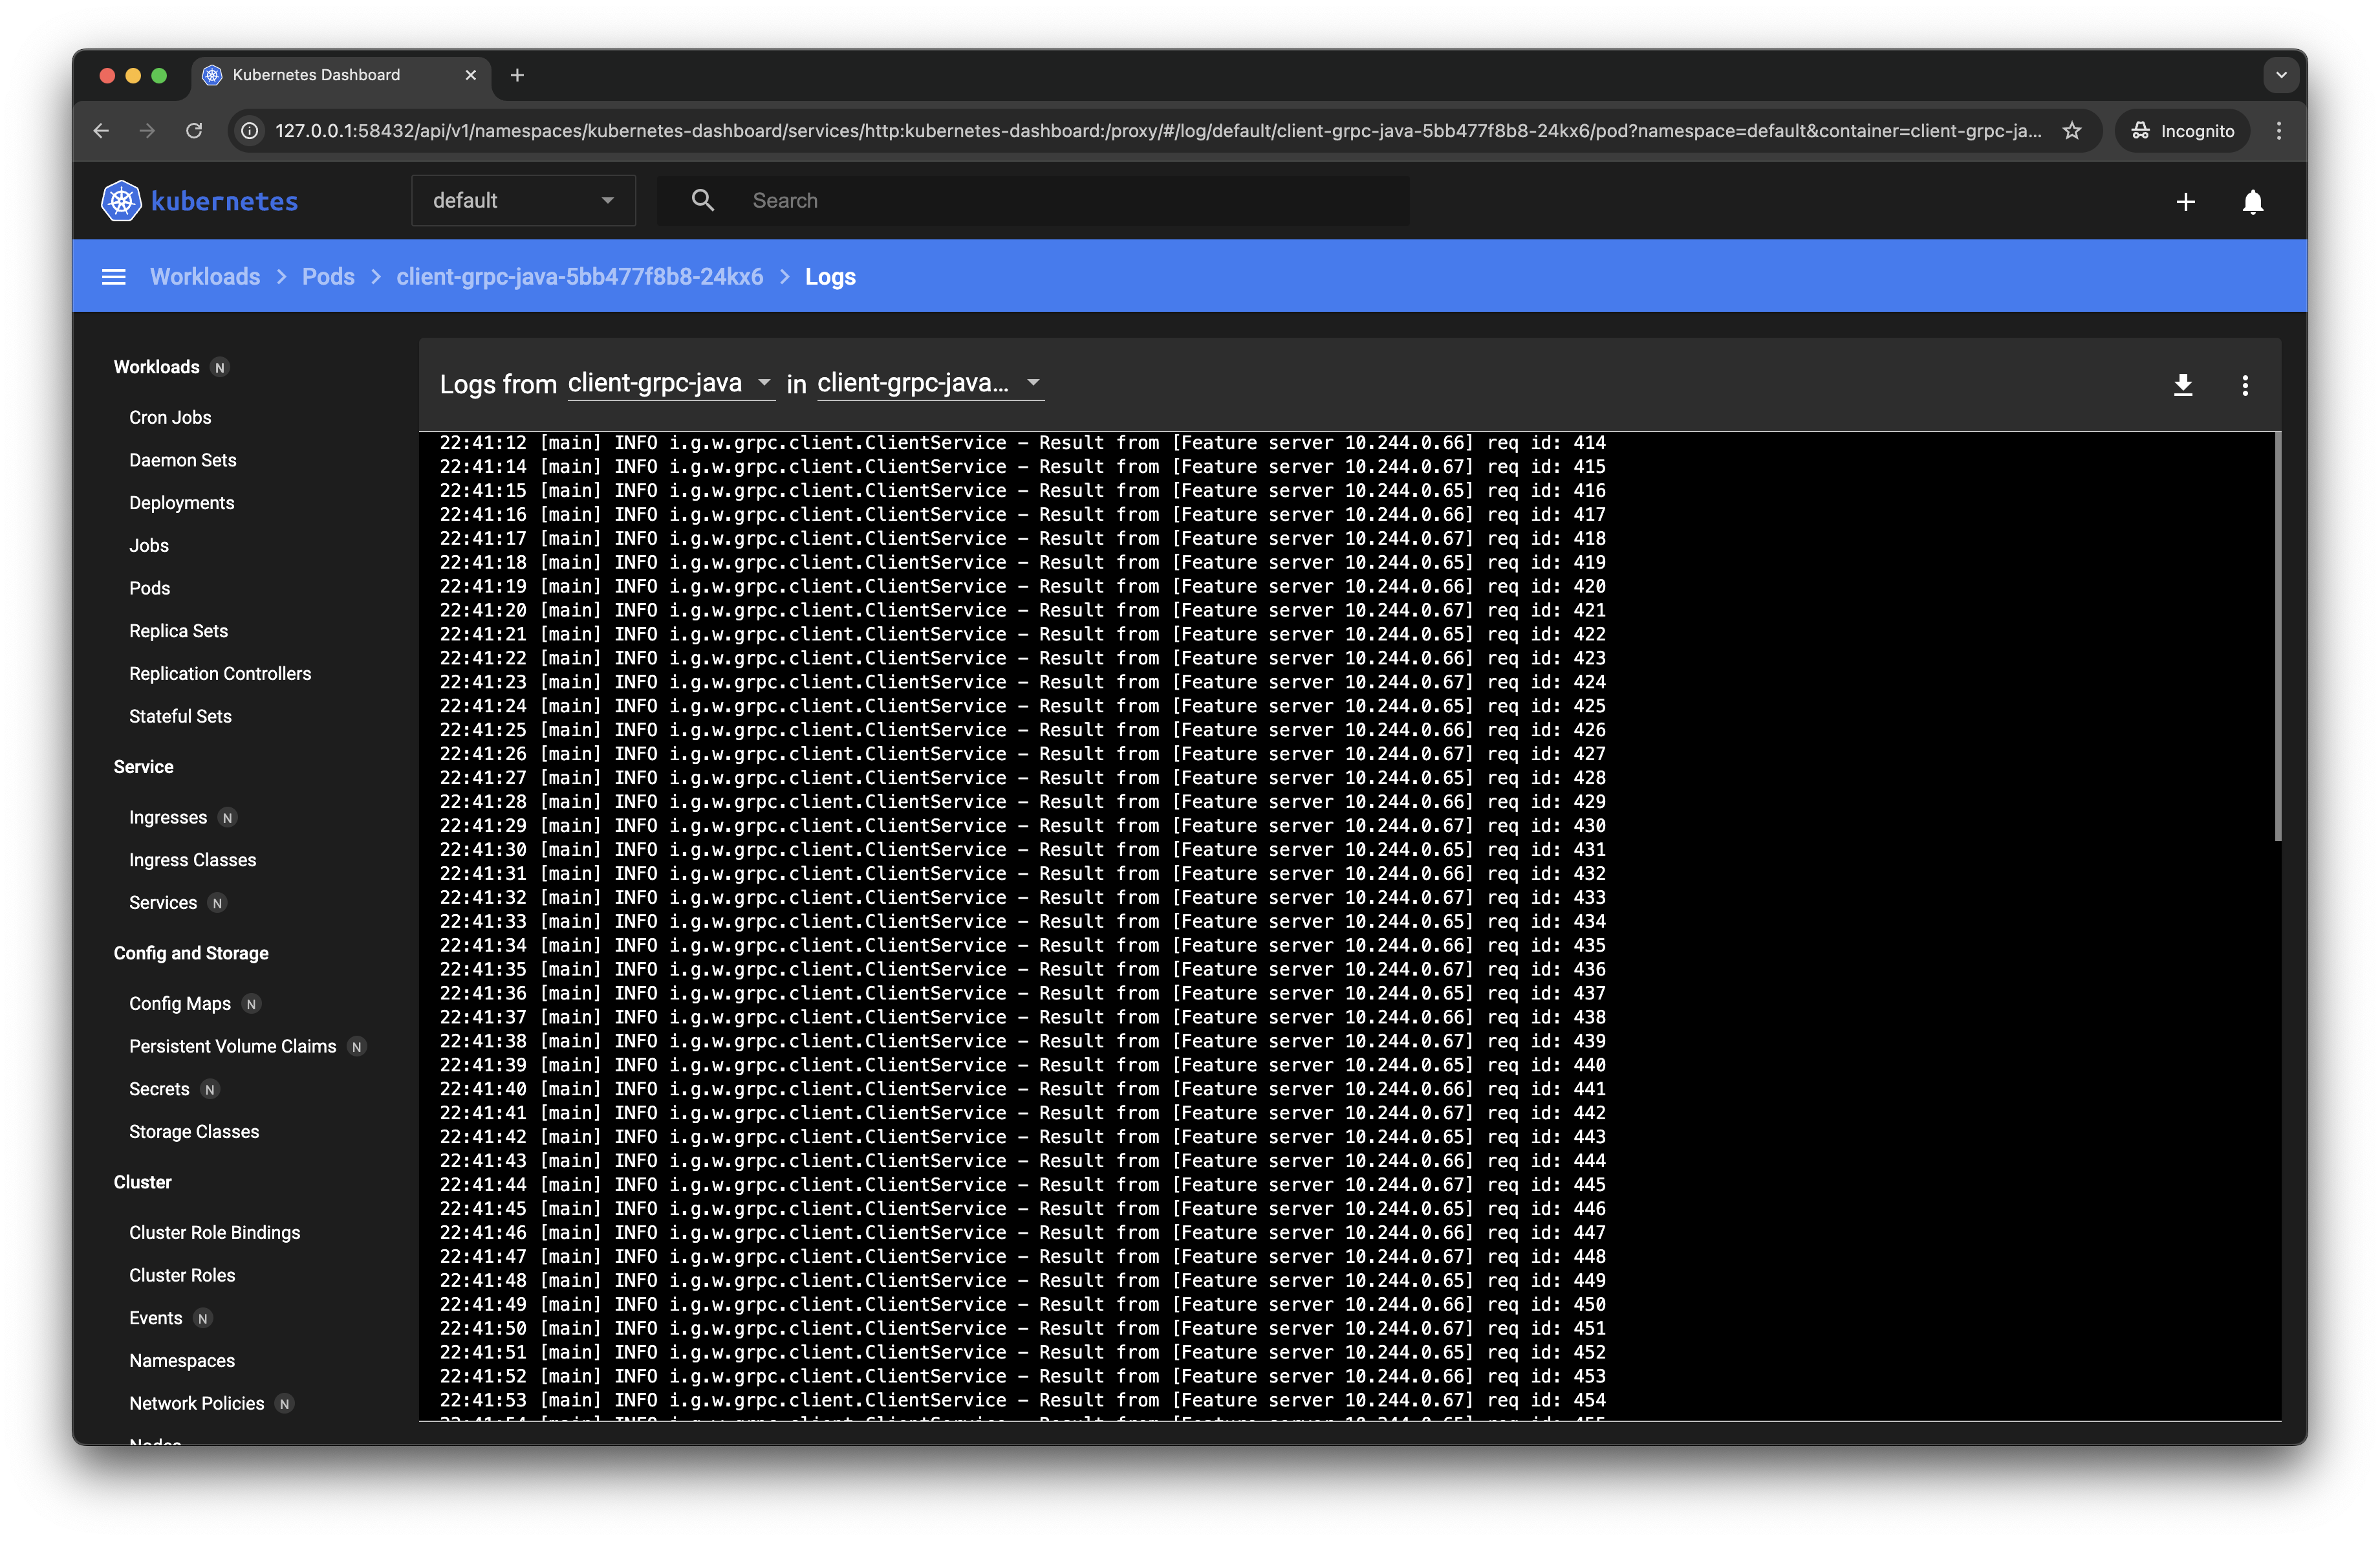 Kubernetes Dashboard
127.0.0.1:58432/api/v1/namespaces/kubernetes-dashboard/services/http:kubernetes-dashboard:/proxy/#/log/default/client-grpc-java-5bb477f8b8-24kx6/pod?namespace=default&container=client-grpc-ja...
Incognito
kubernetes
default
Search
Workloads > Pods > client-grpc-java-5bb477f8b8-24kx6 > Logs
Workloads N
Cron Jobs
Daemon Sets
Deployments
Jobs
Pods
Replica Sets
Replication Controllers
Stateful Sets
Service
Ingresses N
Ingress Classes
Services N
Config and Storage
Config Maps N
Persistent Volume Claims N
Secrets N
Storage Classes
Cluster
Cluster Role Bindings
Cluster Roles
Events N
Namespaces
Network Policies N
Nodes
Logs from client-grpc-java in client-grpc-java...
22:41:12 [main] INFO i.g.w.grpc.client.ClientService – Result from [Feature server 10.244.0.66] req id: 414
22:41:14 [main] INFO i.g.w.grpc.client.ClientService – Result from [Feature server 10.244.0.67] req id: 415
22:41:15 [main] INFO i.g.w.grpc.client.ClientService – Result from [Feature server 10.244.0.65] req id: 416
22:41:16 [main] INFO i.g.w.grpc.client.ClientService – Result from [Feature server 10.244.0.66] req id: 417
22:41:17 [main] INFO i.g.w.grpc.client.ClientService – Result from [Feature server 10.244.0.67] req id: 418
22:41:18 [main] INFO i.g.w.grpc.client.ClientService – Result from [Feature server 10.244.0.65] req id: 419
22:41:19 [main] INFO i.g.w.grpc.client.ClientService – Result from [Feature server 10.244.0.66] req id: 420
22:41:20 [main] INFO i.g.w.grpc.client.ClientService – Result from [Feature server 10.244.0.67] req id: 421
22:41:21 [main] INFO i.g.w.grpc.client.ClientService – Result from [Feature server 10.244.0.65] req id: 422
22:41:22 [main] INFO i.g.w.grpc.client.ClientService – Result from [Feature server 10.244.0.66] req id: 423
22:41:23 [main] INFO i.g.w.grpc.client.ClientService – Result from [Feature server 10.244.0.67] req id: 424
22:41:24 [main] INFO i.g.w.grpc.client.ClientService – Result from [Feature server 10.244.0.65] req id: 425
22:41:25 [main] INFO i.g.w.grpc.client.ClientService – Result from [Feature server 10.244.0.66] req id: 426
22:41:26 [main] INFO i.g.w.grpc.client.ClientService – Result from [Feature server 10.244.0.67] req id: 427
22:41:27 [main] INFO i.g.w.grpc.client.ClientService – Result from [Feature server 10.244.0.65] req id: 428
22:41:28 [main] INFO i.g.w.grpc.client.ClientService – Result from [Feature server 10.244.0.66] req id: 429
22:41:29 [main] INFO i.g.w.grpc.client.ClientService – Result from [Feature server 10.244.0.67] req id: 430
22:41:30 [main] INFO i.g.w.grpc.client.ClientService – Result from [Feature server 10.244.0.65] req id: 431
22:41:31 [main] INFO i.g.w.grpc.client.ClientService – Result from [Feature server 10.244.0.66] req id: 432
22:41:32 [main] INFO i.g.w.grpc.client.ClientService – Result from [Feature server 10.244.0.67] req id: 433
22:41:33 [main] INFO i.g.w.grpc.client.ClientService – Result from [Feature server 10.244.0.65] req id: 434
22:41:34 [main] INFO i.g.w.grpc.client.ClientService – Result from [Feature server 10.244.0.66] req id: 435
22:41:35 [main] INFO i.g.w.grpc.client.ClientService – Result from [Feature server 10.244.0.67] req id: 436
22:41:36 [main] INFO i.g.w.grpc.client.ClientService – Result from [Feature server 10.244.0.65] req id: 437
22:41:37 [main] INFO i.g.w.grpc.client.ClientService – Result from [Feature server 10.244.0.66] req id: 438
22:41:38 [main] INFO i.g.w.grpc.client.ClientService – Result from [Feature server 10.244.0.67] req id: 439
22:41:39 [main] INFO i.g.w.grpc.client.ClientService – Result from [Feature server 10.244.0.65] req id: 440
22:41:40 [main] INFO i.g.w.grpc.client.ClientService – Result from [Feature server 10.244.0.66] req id: 441
22:41:41 [main] INFO i.g.w.grpc.client.ClientService – Result from [Feature server 10.244.0.67] req id: 442
22:41:42 [main] INFO i.g.w.grpc.client.ClientService – Result from [Feature server 10.244.0.65] req id: 443
22:41:43 [main] INFO i.g.w.grpc.client.ClientService – Result from [Feature server 10.244.0.66] req id: 444
22:41:44 [main] INFO i.g.w.grpc.client.ClientService – Result from [Feature server 10.244.0.67] req id: 445
22:41:45 [main] INFO i.g.w.grpc.client.ClientService – Result from [Feature server 10.244.0.65] req id: 446
22:41:46 [main] INFO i.g.w.grpc.client.ClientService – Result from [Feature server 10.244.0.66] req id: 447
22:41:47 [main] INFO i.g.w.grpc.client.ClientService – Result from [Feature server 10.244.0.67] req id: 448
22:41:48 [main] INFO i.g.w.grpc.client.ClientService – Result from [Feature server 10.244.0.65] req id: 449
22:41:49 [main] INFO i.g.w.grpc.client.ClientService – Result from [Feature server 10.244.0.66] req id: 450
22:41:50 [main] INFO i.g.w.grpc.client.ClientService – Result from [Feature server 10.244.0.67] req id: 451
22:41:51 [main] INFO i.g.w.grpc.client.ClientService – Result from [Feature server 10.244.0.65] req id: 452
22:41:52 [main] INFO i.g.w.grpc.client.ClientService – Result from [Feature server 10.244.0.66] req id: 453
22:41:53 [main] INFO i.g.w.grpc.client.ClientService – Result from [Feature server 10.244.0.67] req id: 454